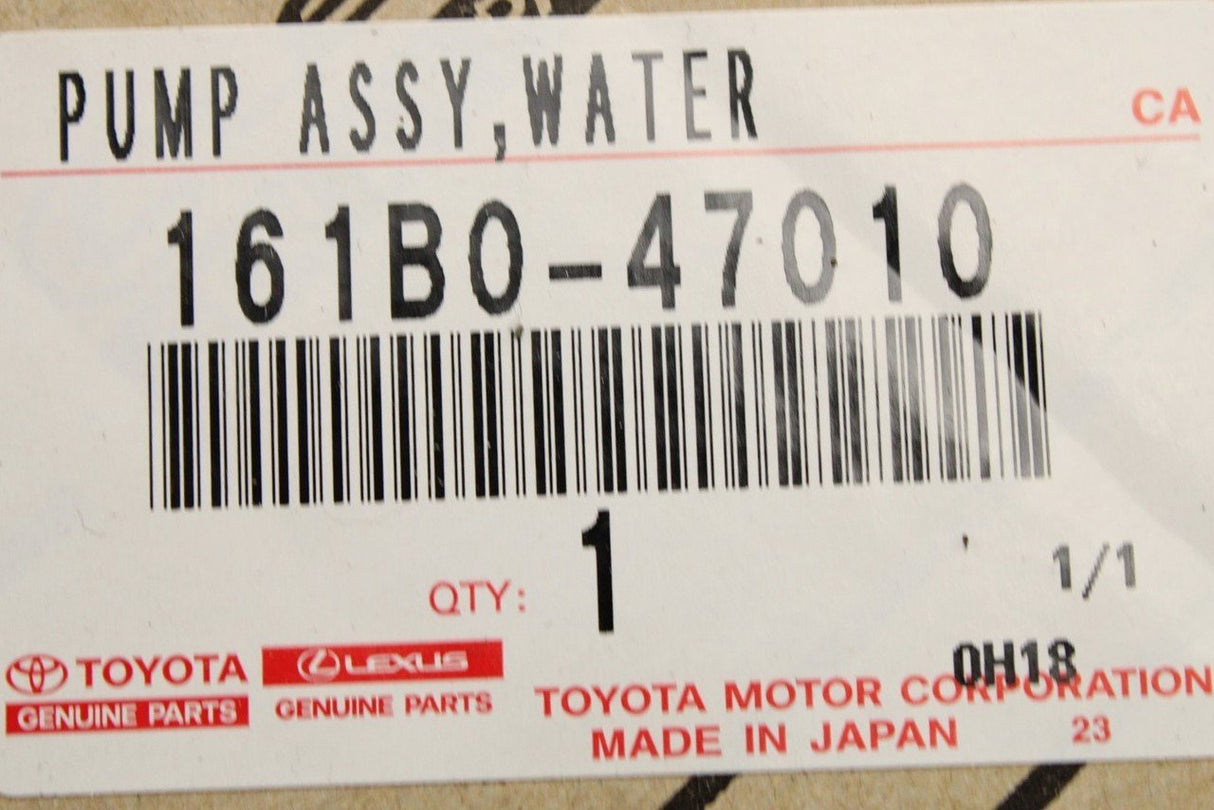 PUMP ASSY,WATER
CA
161B0-47010
QTY: 1
1/1
0H18
TOYOTA
GENUINE PARTS
LEXUS
GENUINE PARTS
TOYOTA MOTOR CORPORATION
MADE IN JAPAN 23